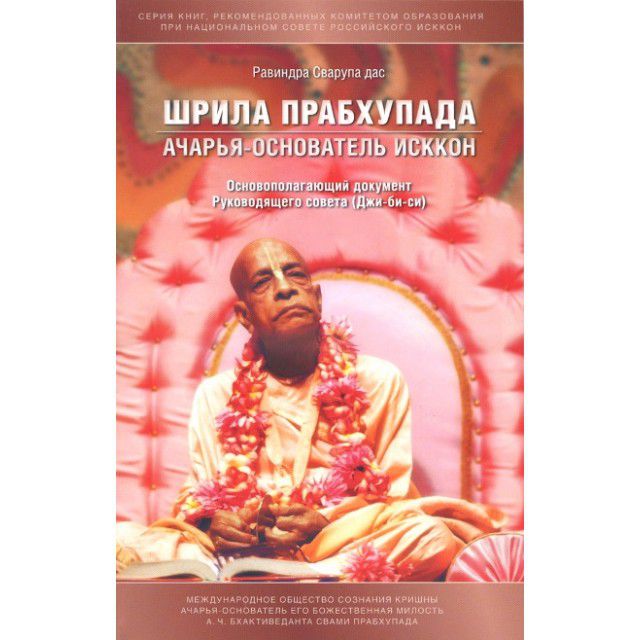 СЕРИЯ КНИГ, РЕКОМЕНДОВАННЫХ КОМИТЕТОМ ОБРАЗОВАНИЯ
ПРИ НАЦИОНАЛЬНОМ СОВЕТЕ РОССИЙСКОГО ИСККОН
Равиндра Сварупа дас
ШРИЛА ПРАБХУПАДА
АЧАРЬЯ-ОСНОВАТЕЛЬ ИСККОН
Основополагающий документ
Руководящего совета (Джи-би-си)
МЕЖДУНАРОДНОЕ ОБЩЕСТВО СОЗНАНИЯ КРИШНЫ
АЧАРЬЯ-ОСНОВАТЕЛЬ ЕГО БОЖЕСТВЕННАЯ МИЛОСТЬ
А. Ч. БХАКТИВЕДАНТА СВАМИ ПРАБХУПАДА